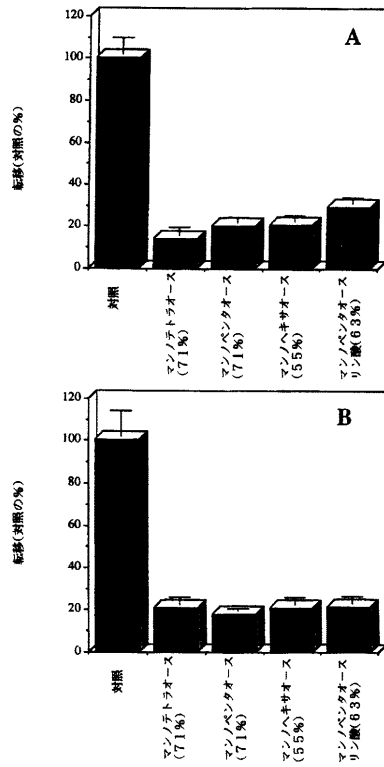 120
100
80
60
40
20
0
A
転移(対照の%)
対照
マンノテトラオース
(71%)
マンノペンタオース
(71%)
マンノヘキサオース
(55%)
マンノペンタオース
リン酸(63%)
120
100
80
60
40
20
0
B
転移(対照の%)
対照
マンノテトラオース
(71%)
マンノペンタオース
(71%)
マンノヘキサオース
(55%)
マンノペンタオース
リン酸(63%)